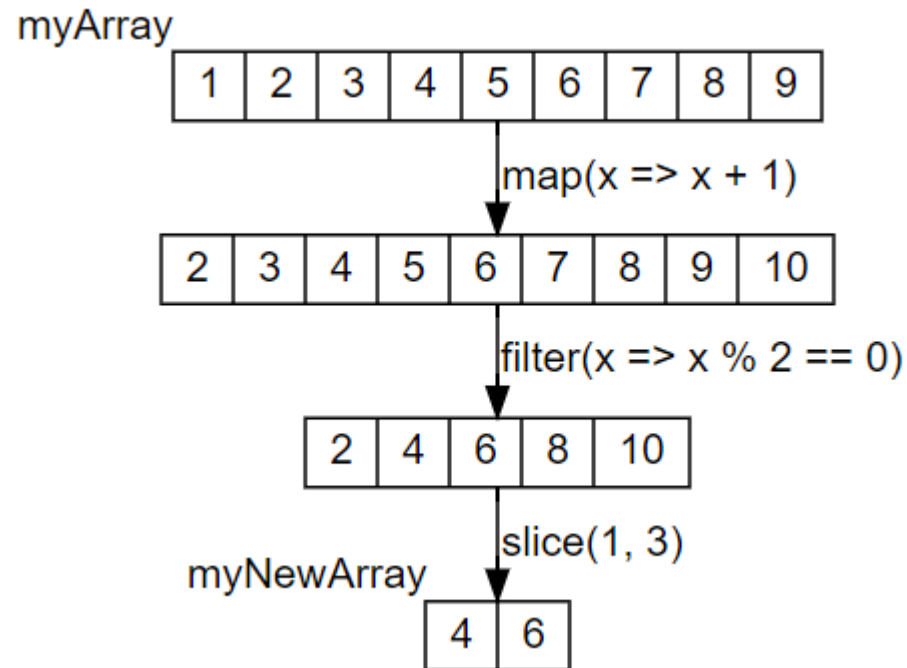 myArray
1 2 3 4 5 6 7 8 9
map(x => x + 1)
2 3 4 5 6 7 8 9 10
filter(x => x % 2 == 0)
2 4 6 8 10
slice(1, 3)
myNewArray
4 6